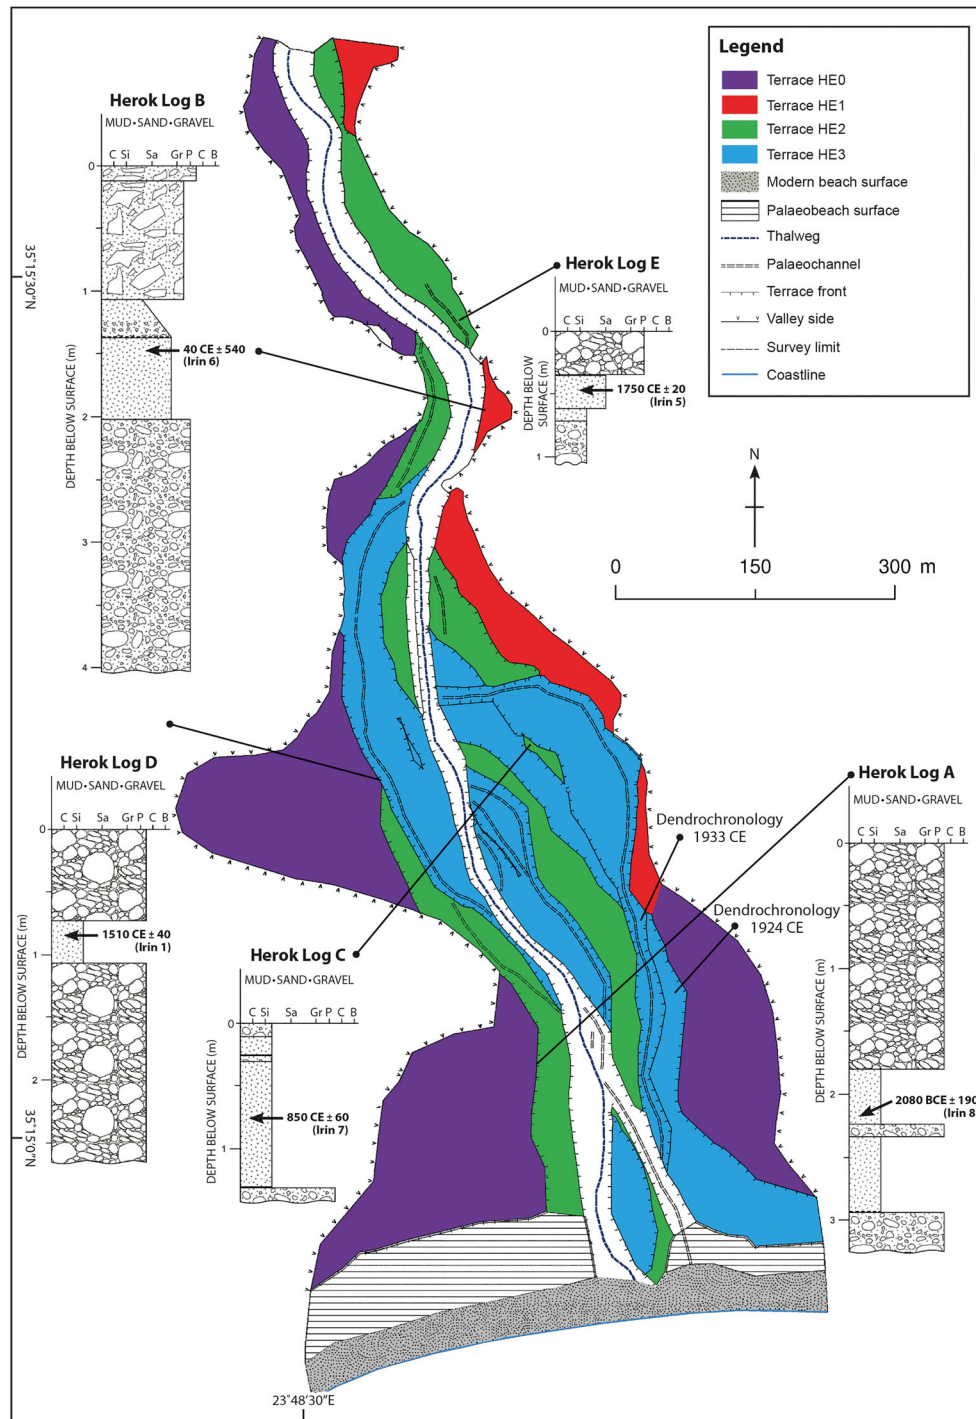 Legend
Terrace HE0
Terrace HE1
Terrace HE2
Terrace HE3
Modern beach surface
Palaeobeach surface
Thalweg
Palaeochannel
Terrace front
Valley side
Survey limit
Coastline
Herok Log B
MUD•SAND•GRAVEL
C Si Sa Gr P C B
0
1
2
3
4
DEPTH BELOW SURFACE (m)
40 CE ± 540
(Irin 6)
35°15'30"N
Herok Log E
MUD•SAND•GRAVEL
C Si Sa Gr P C B
0
1
DEPTH BELOW
SURFACE (m)
1750 CE ± 20
(Irin 5)
N
0 150 300 m
Herok Log D
MUD•SAND•GRAVEL
C Si Sa Gr P C B
0
1
2
DEPTH BELOW SURFACE (m)
1510 CE ± 40
(Irin 1)
35°15'0"N
Herok Log C
MUD•SAND•GRAVEL
C Si Sa Gr P C B
0
1
DEPTH BELOW SURFACE (m)
850 CE ± 60
(Irin 7)
Dendrochronology
1933 CE
Dendrochronology
1924 CE
Herok Log A
MUD•SAND•GRAVEL
C Si Sa Gr P C B
0
1
2
3
DEPTH BELOW SURFACE (m)
2080 BCE ± 190
(Irin 8
23°48'30"E